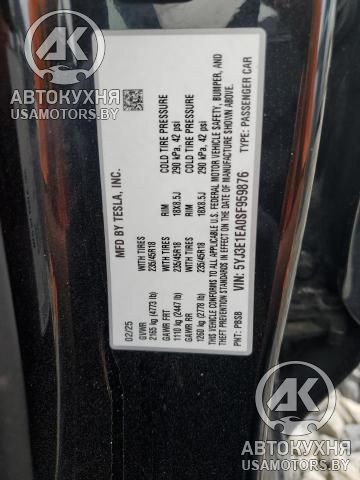 АВТОКУХНЯ
USAMOTORS.BY
MFD BY TESLA, INC.
02/25
GVWR
2165 kg (4773 lb)
GAWR FRT
1110 kg (2447 lb)
GAWR RR
1260 kg (2778 lb)
WITH TIRES
235/45R18
WITH TIRES
235/45R18
RIM
18X8.5J
RIM
18X8.5J
COLD TIRE PRESSURE
290 kPa, 42 psi
COLD TIRE PRESSURE
290 kPa, 42 psi
THIS VEHICLE CONFORMS TO ALL APPLICABLE U.S. FEDERAL MOTOR VEHICLE SAFETY, BUMPER, AND
THEFT PREVENTION STANDARDS IN EFFECT ON THE DATE OF MANUFACTURE SHOWN ABOVE.
VIN: 5YJ3E1EA0SF959876
TYPE: PASSENGER CAR
PNT: PBSB
АВТОКУХНЯ
USAMOTORS.BY